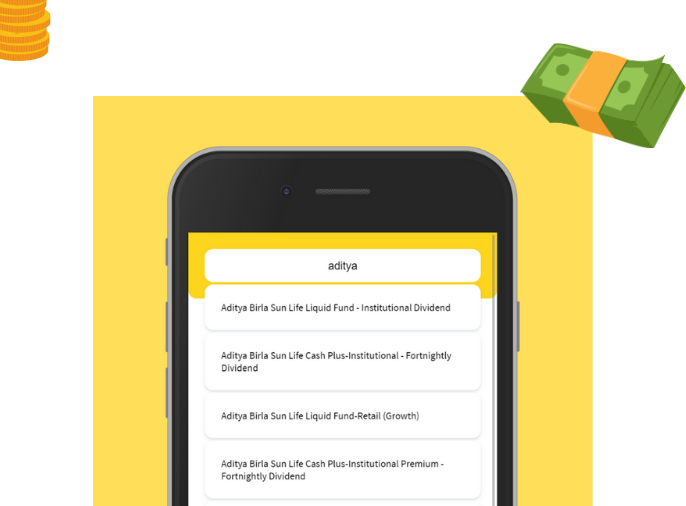 aditya
Aditya Birla Sun Life Liquid Fund - Institutional Dividend
Aditya Birla Sun Life Cash Plus-Institutional - Fortnightly
Dividend
Aditya Birla Sun Life Liquid Fund-Retail (Growth)
Aditya Birla Sun Life Cash Plus-Institutional Premium -
Fortnightly Dividend